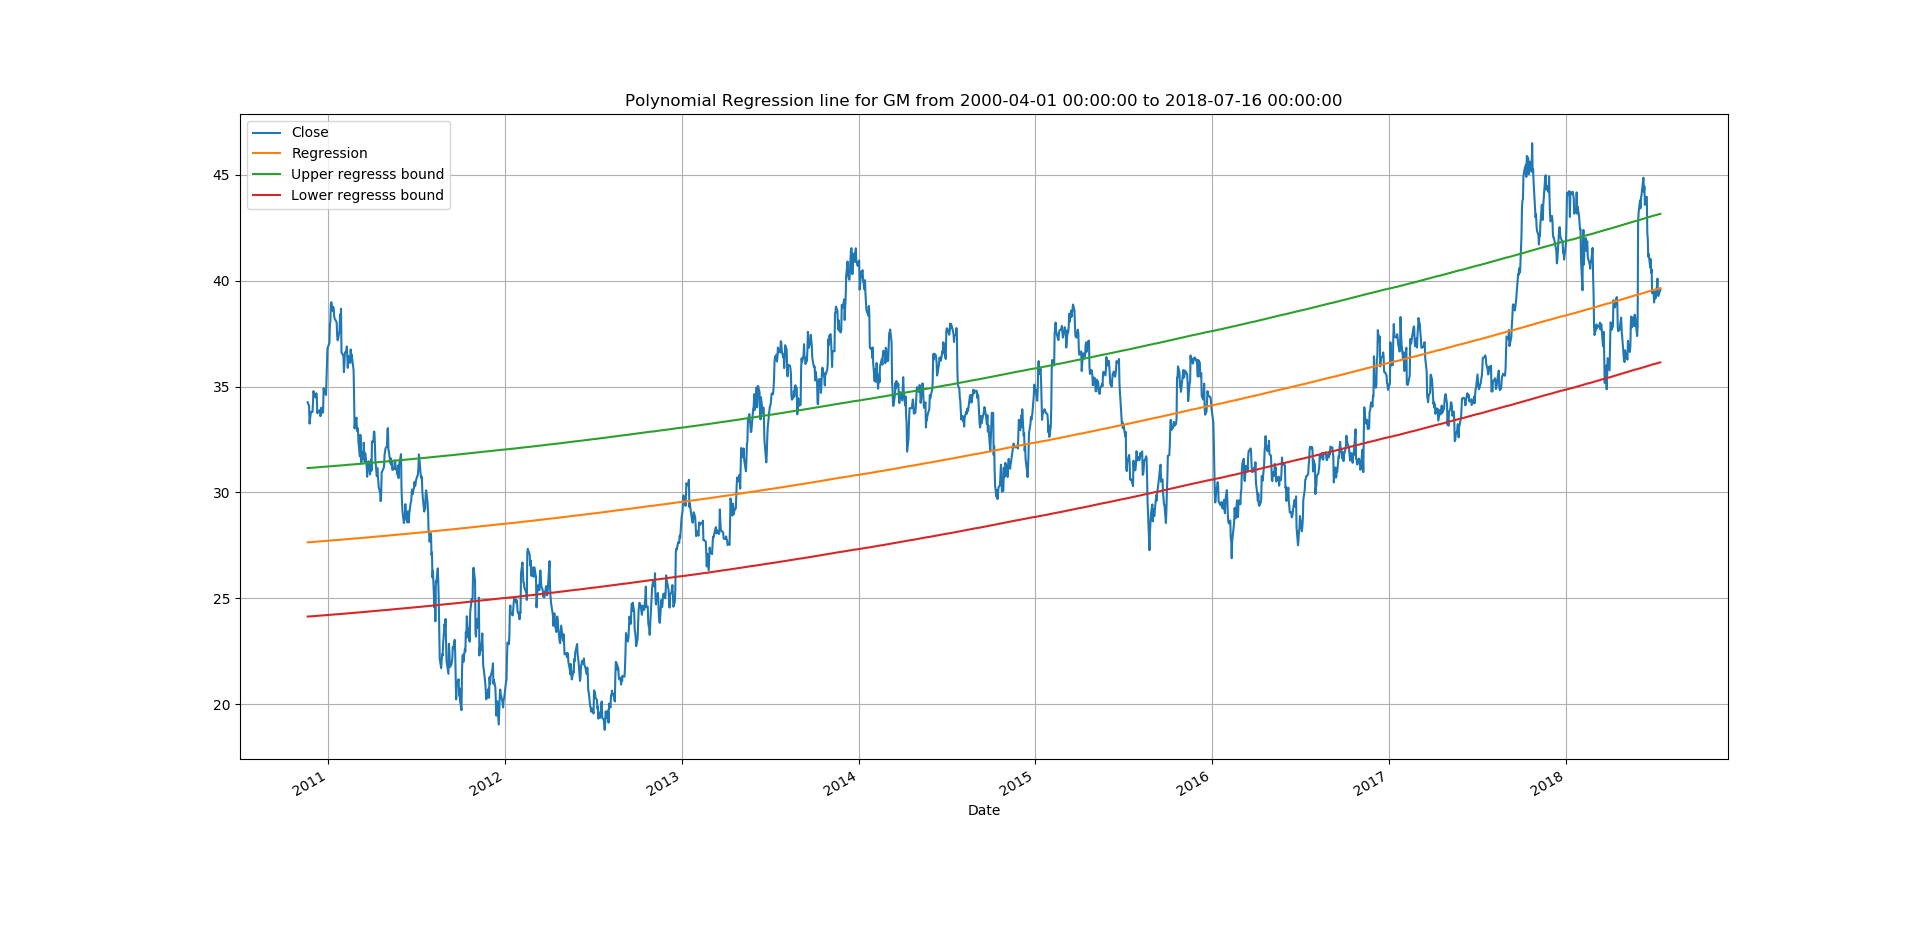 Polynomial Regression line for GM from 2000-04-01 00:00:00 to 2018-07-16 00:00:00
Close
Regression
Upper regresss bound
Lower regresss bound
45
40
35
30
25
20
2011
2012
2013
2014
2015
2016
2017
2018
Date